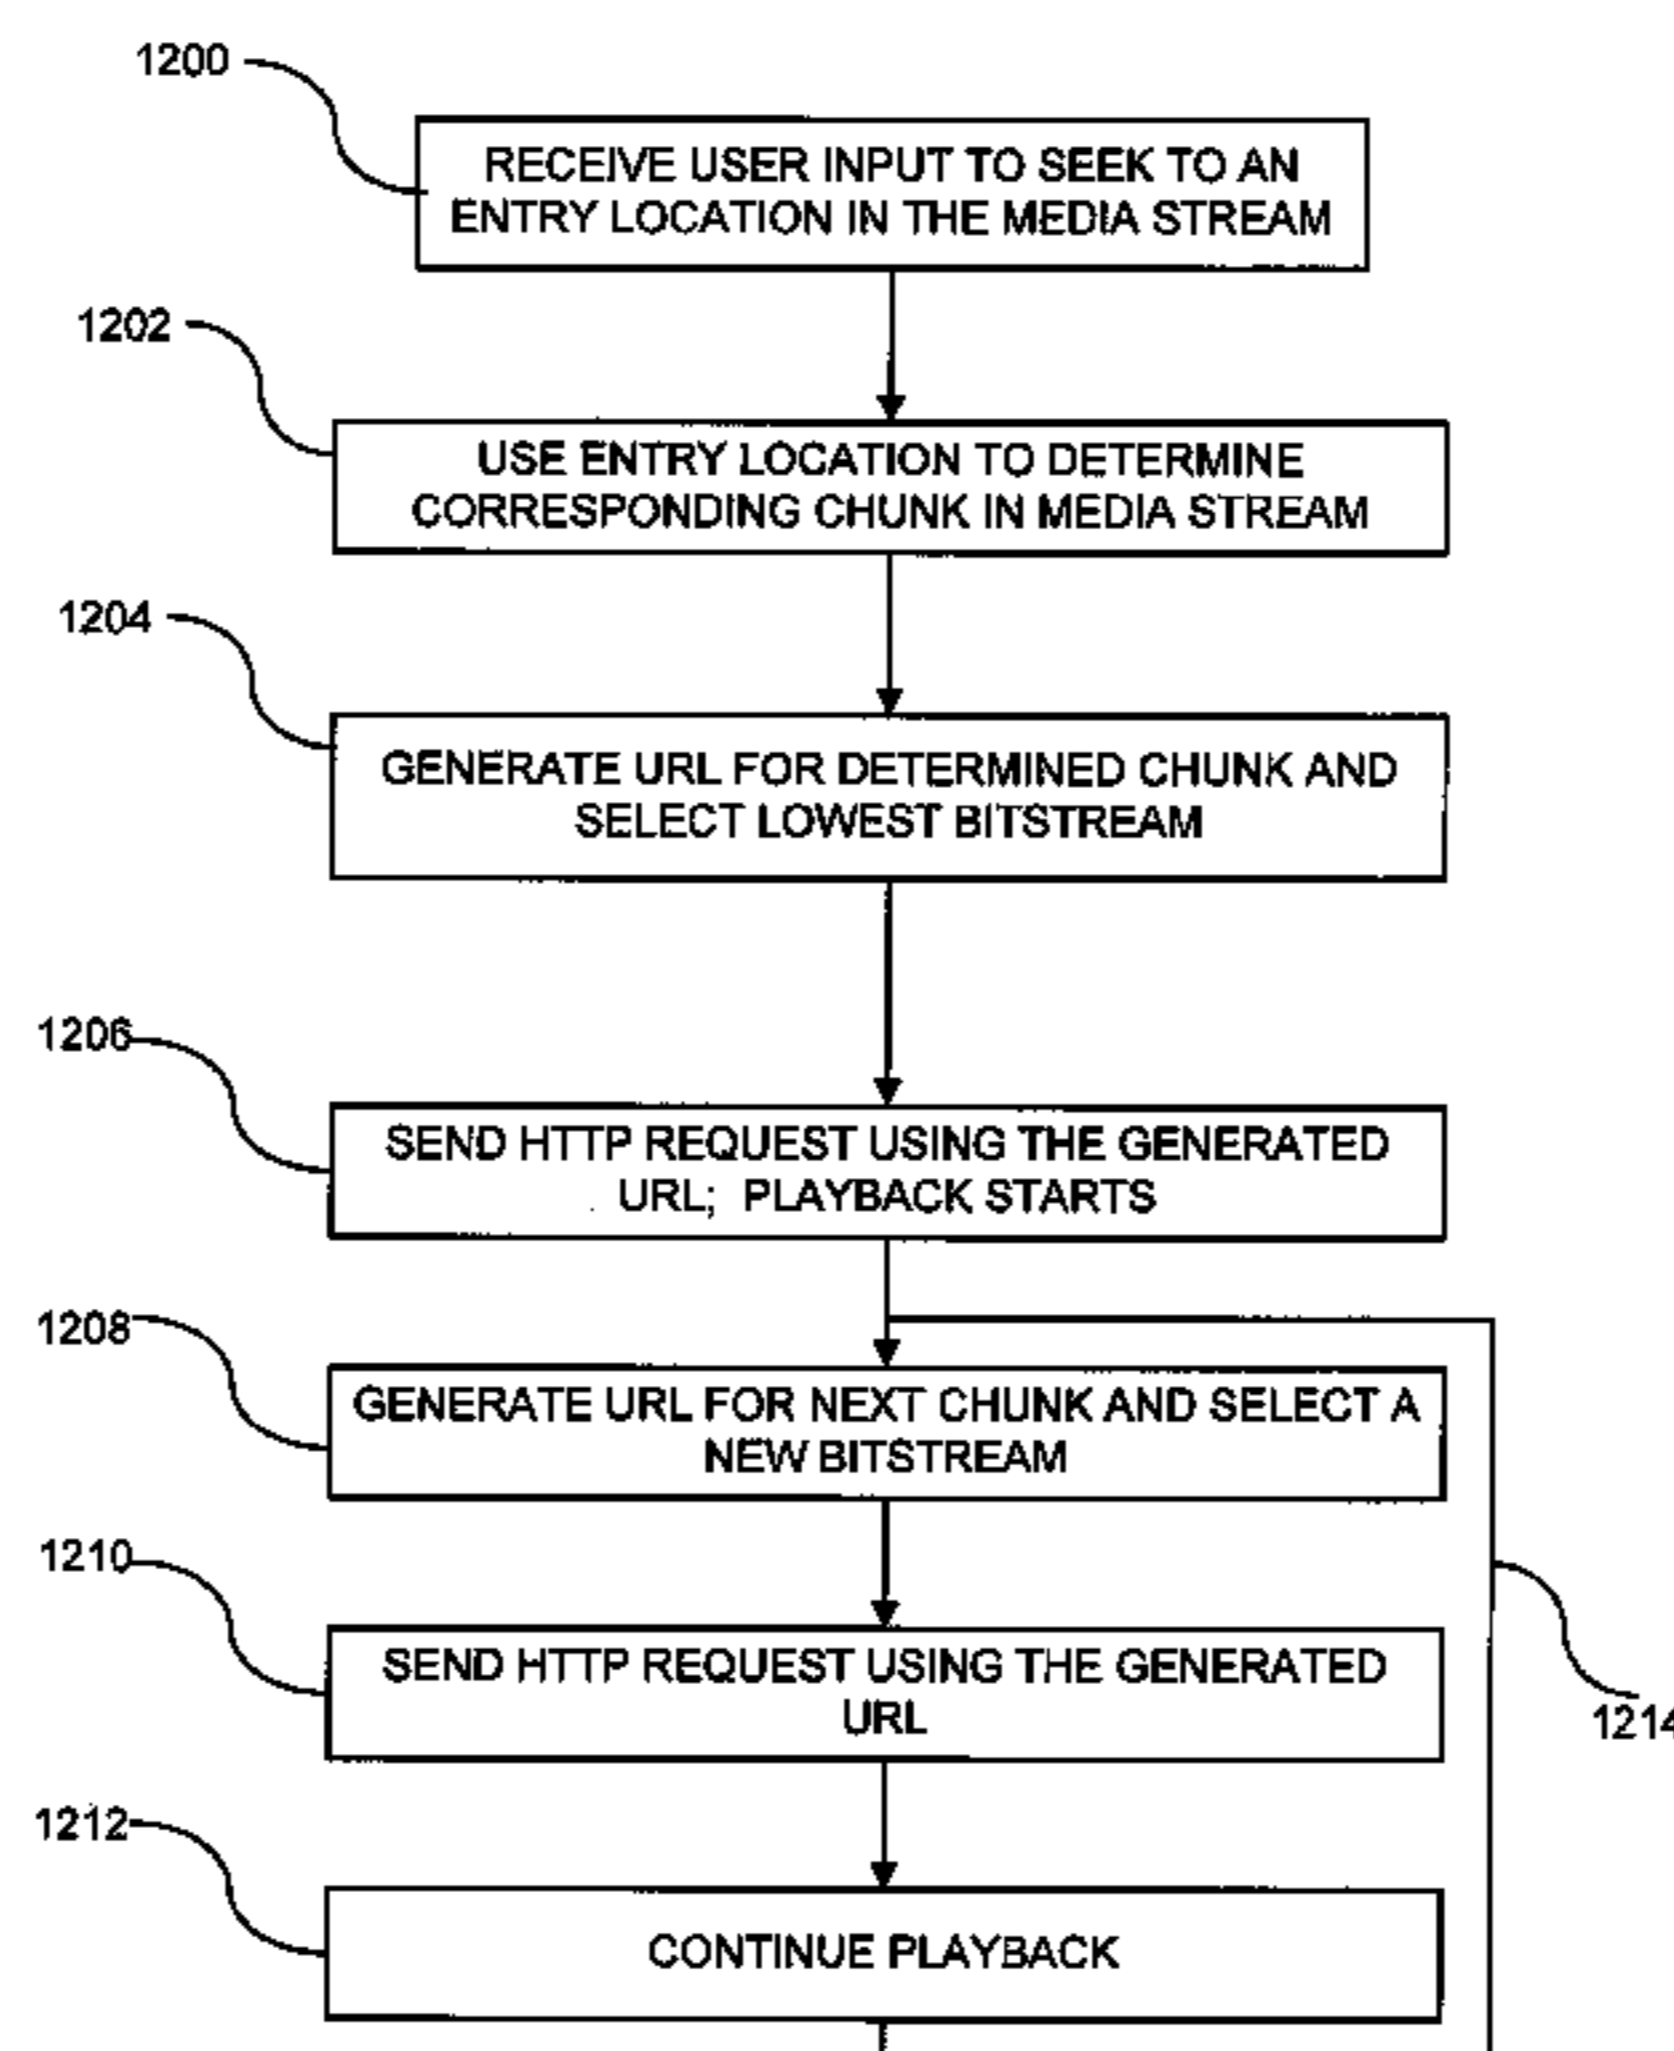 1200
RECEIVE USER INPUT TO SEEK TO AN
ENTRY LOCATION IN THE MEDIA STREAM
1202
USE ENTRY LOCATION TO DETERMINE
CORRESPONDING CHUNK IN MEDIA STREAM
1204
GENERATE URL FOR DETERMINED CHUNK AND
SELECT LOWEST BITSTREAM
1206
SEND HTTP REQUEST USING THE GENERATED
URL; PLAYBACK STARTS
1208
GENERATE URL FOR NEXT CHUNK AND SELECT A
NEW BITSTREAM
1210
SEND HTTP REQUEST USING THE GENERATED
URL
1214
1212
CONTINUE PLAYBACK